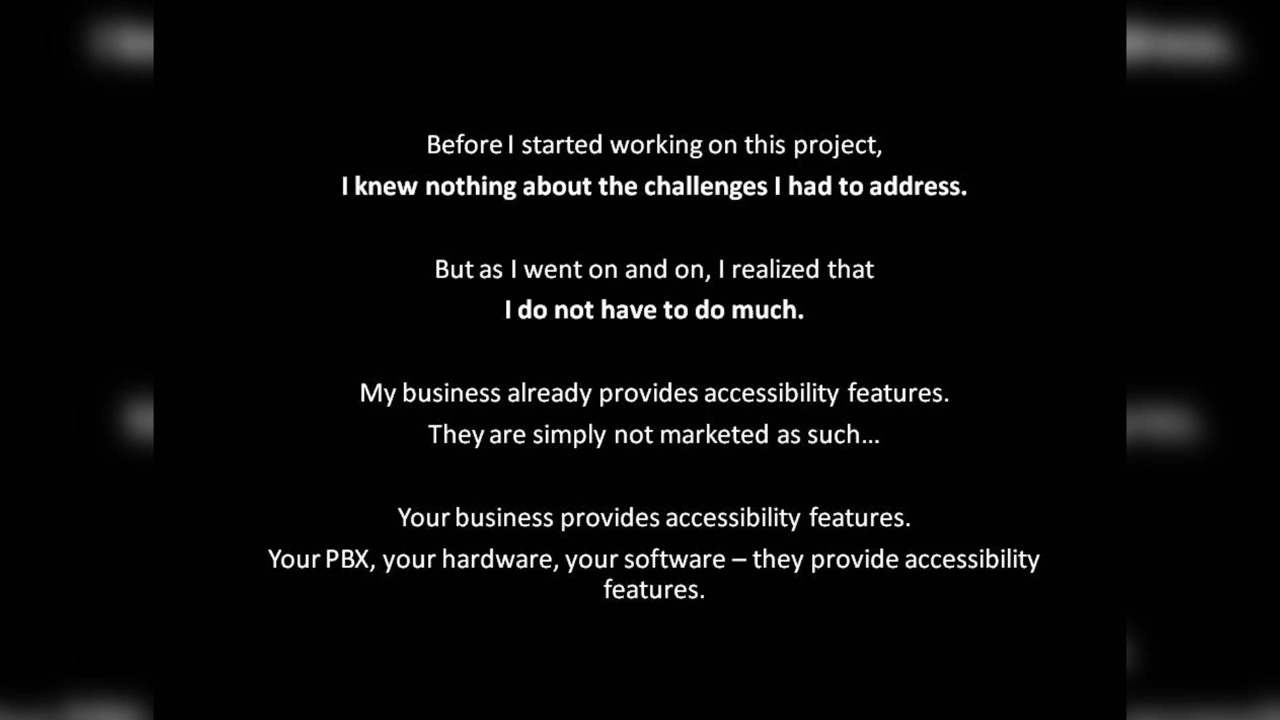 Before I started working on this project,
I knew nothing about the challenges I had to address.
But as I went on and on, I realized that
I do not have to do much.
My business already provides accessibility features.
They are simply not marketed as such...
Your business provides accessibility features.
Your PBX, your hardware, your software – they provide accessibility
features.